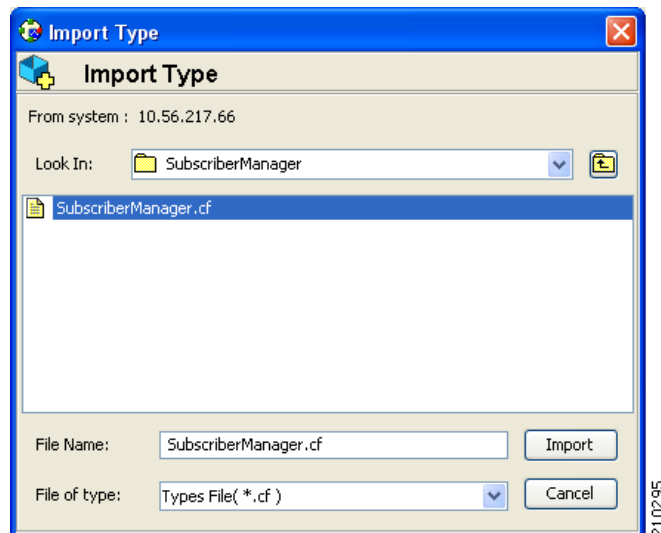 Import Type
Import Type
From system : 10.56.217.66
Look In: SubscriberManager
SubscriberManager.cf
File Name: SubscriberManager.cf Import
File of type: Types File( *.cf ) Cancel
210295